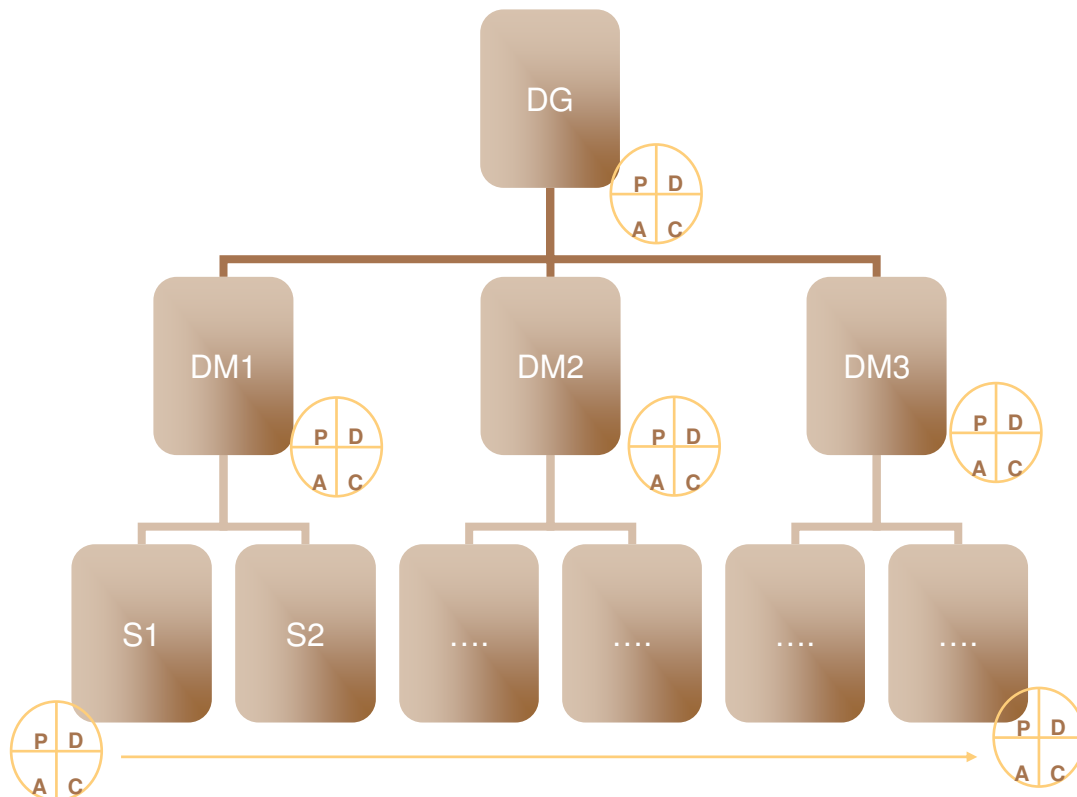 DG
P D
A C
DM1
DM2
DM3
P D
A C
P D
A C
P D
A C
S1
S2
....
....
....
....
P D
A C
P D
A C